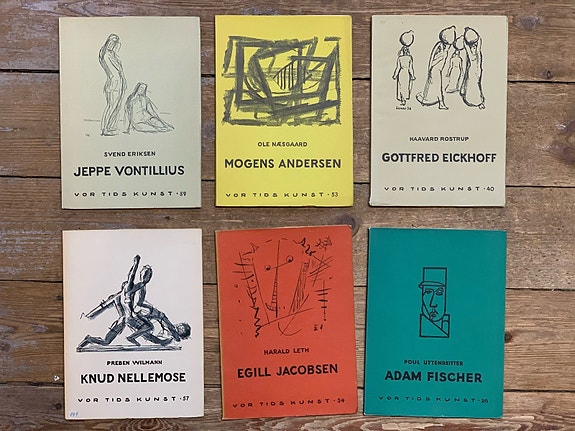 SVEND ERIKSEN
JEPPE VONTILLIUS
VOR TIDS KUNST · 59
OLE NÆSGAARD
MOGENS ANDERSEN
VOR TIDS KUNST · 53
HAAVARD ROSTRUP
GOTTFRED EICKHOFF
VOR TIDS KUNST · 40
PREBEN WILMANN
KNUD NELLEMOSE
VOR TIDS KUNST · 57
HARALD LETH
EGILL JACOBSEN
VOR TIDS KUNST ·
POUL UTTENREITTER
ADAM FISCHER
VOR TIDS KUNST ·